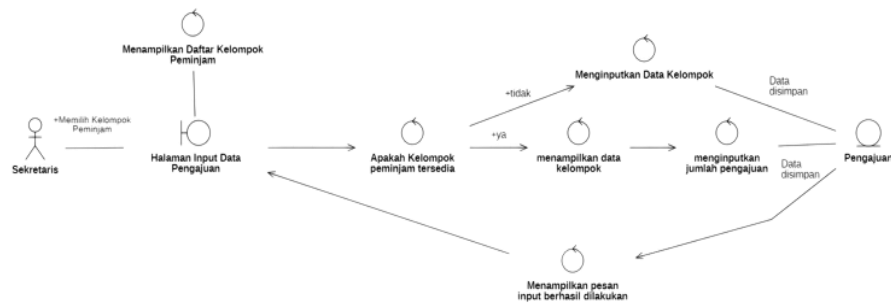 Menampilkan Daftar Kelompok
Peminjam
Menginputkan Data Kelompok
Data
disimpan
+tidak
+Memilih Kelompok
Peminjam
+ya
Sekretaris
Halaman Input Data
Pengajuan
Apakah Kelompok
peminjam tersedia
menampilkan data
kelompok
menginputkan
jumlah pengajuan
Data
disimpan
Pengajuan
Menampilkan pesan
input berhasil dilakukan